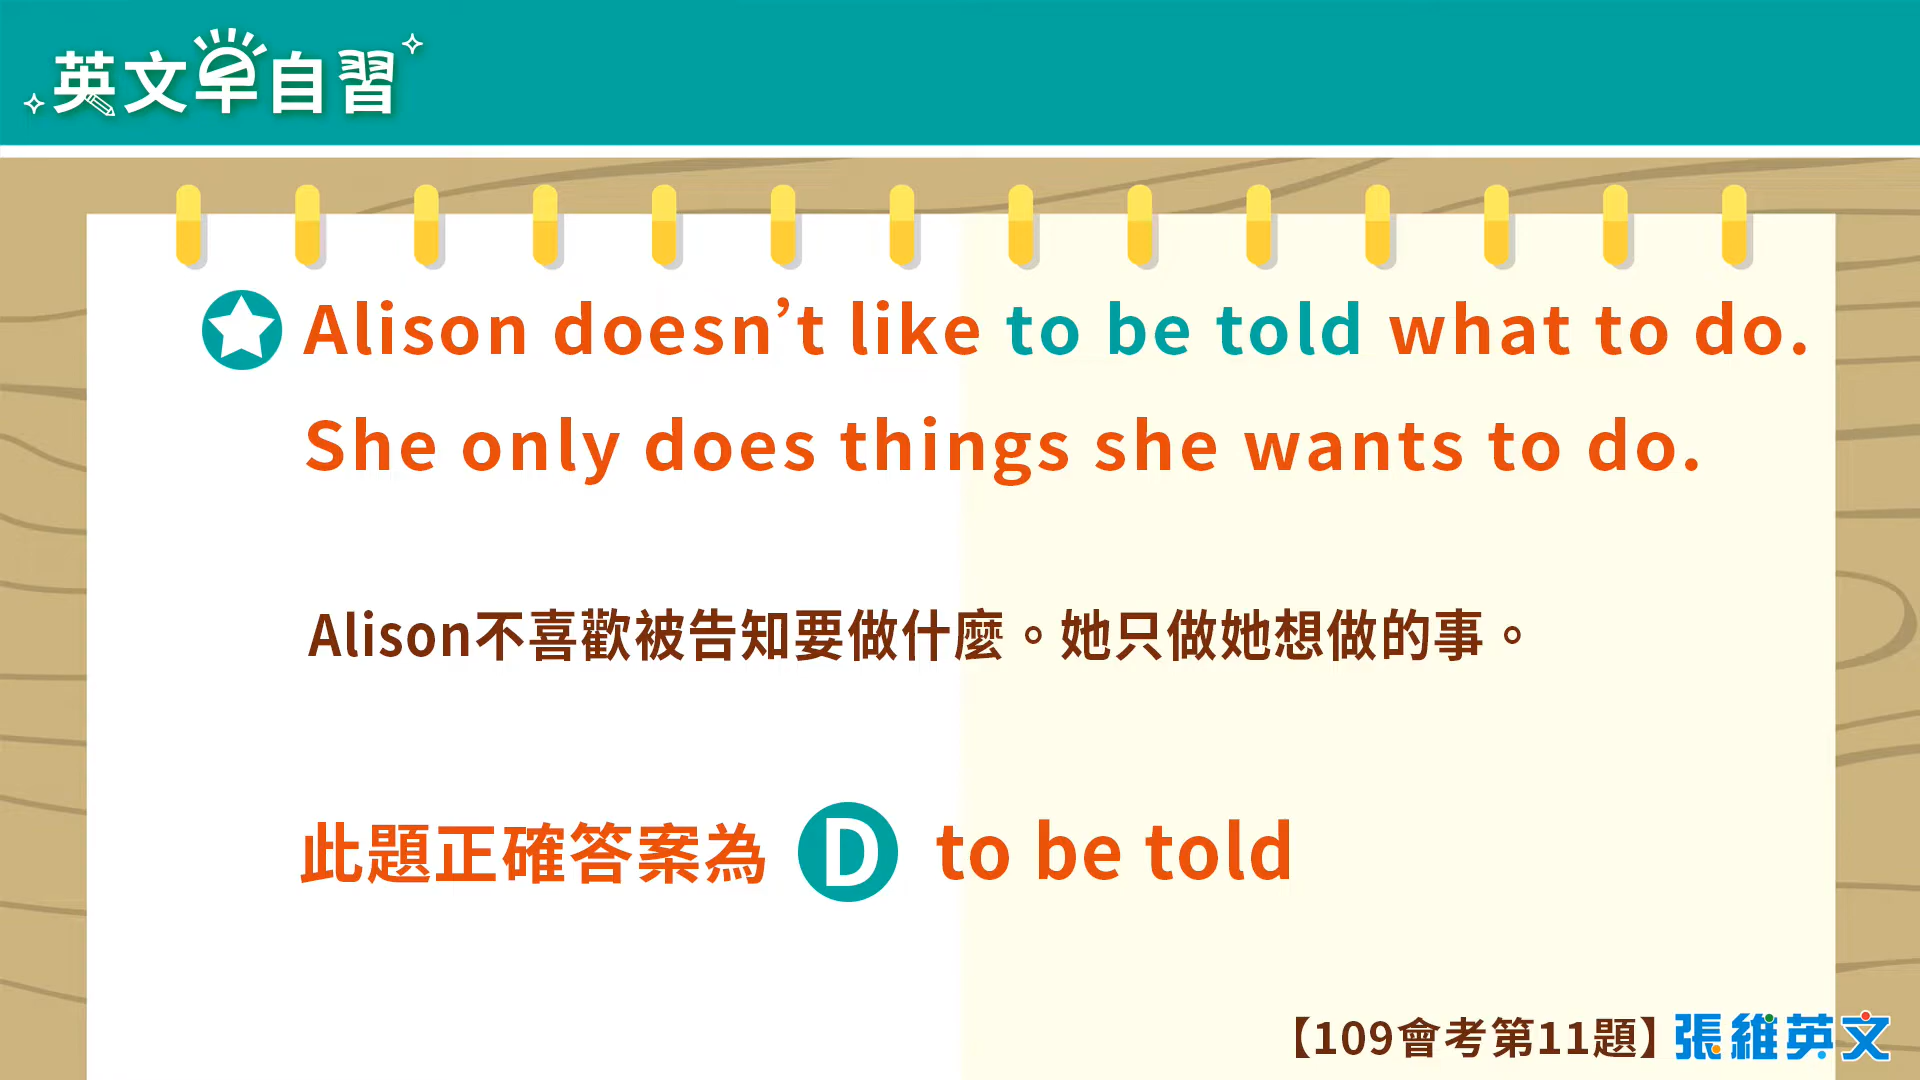 英文早自習
Alison doesn’t like to be told what to do.
She only does things she wants to do.
Alison不喜歡被告知要做什麼。她只做她想做的事。
此題正確答案為 D to be told
【109會考第11題】張維英文